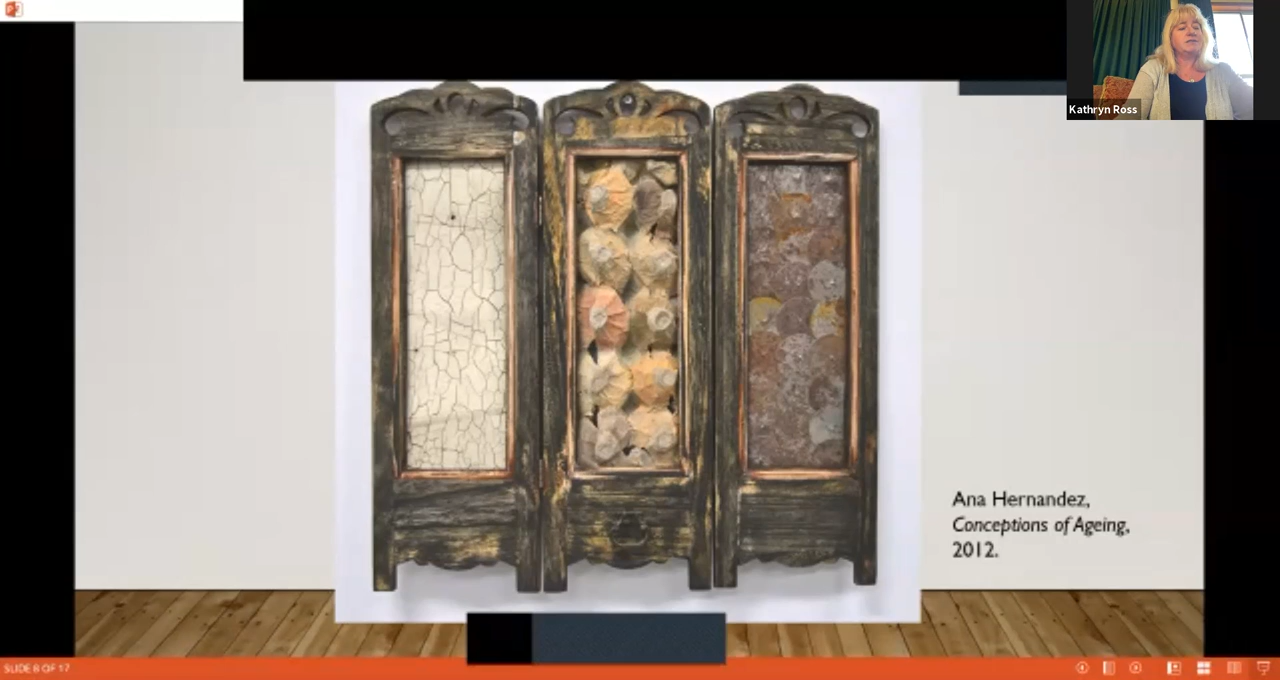 Kathryn Ross
Ana Hernandez,
Conceptions of Ageing,
2012.
SLIDE 8 OF 17